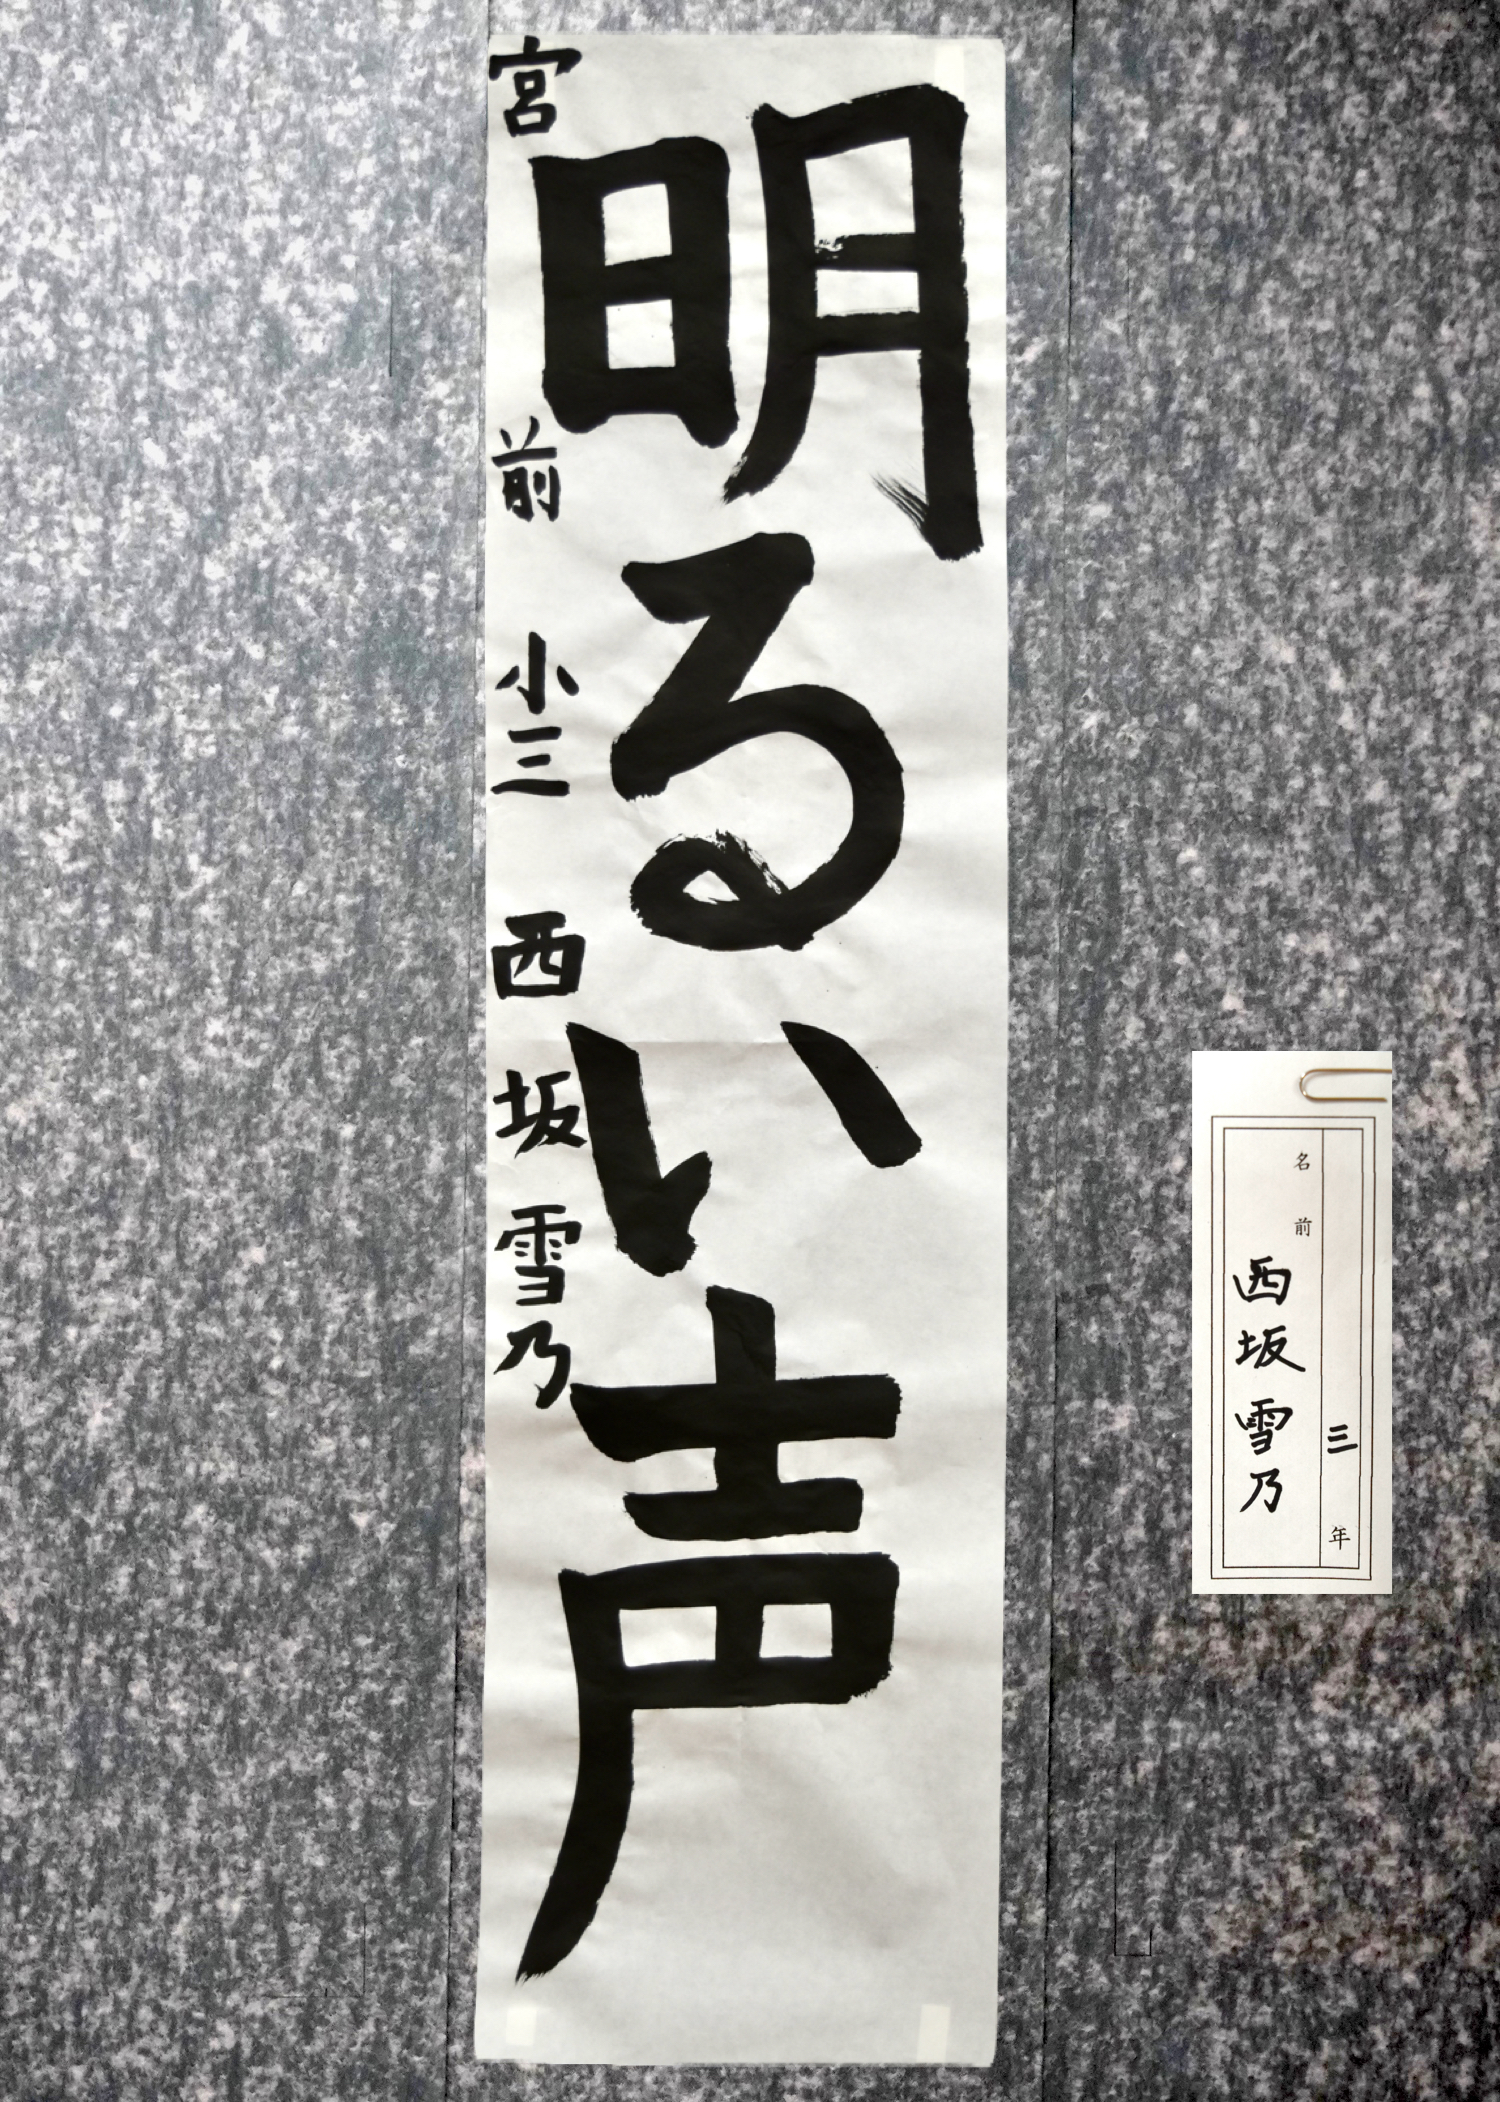 明るい声
宮前小三 西坂雪乃
三年
名前
西坂雪乃